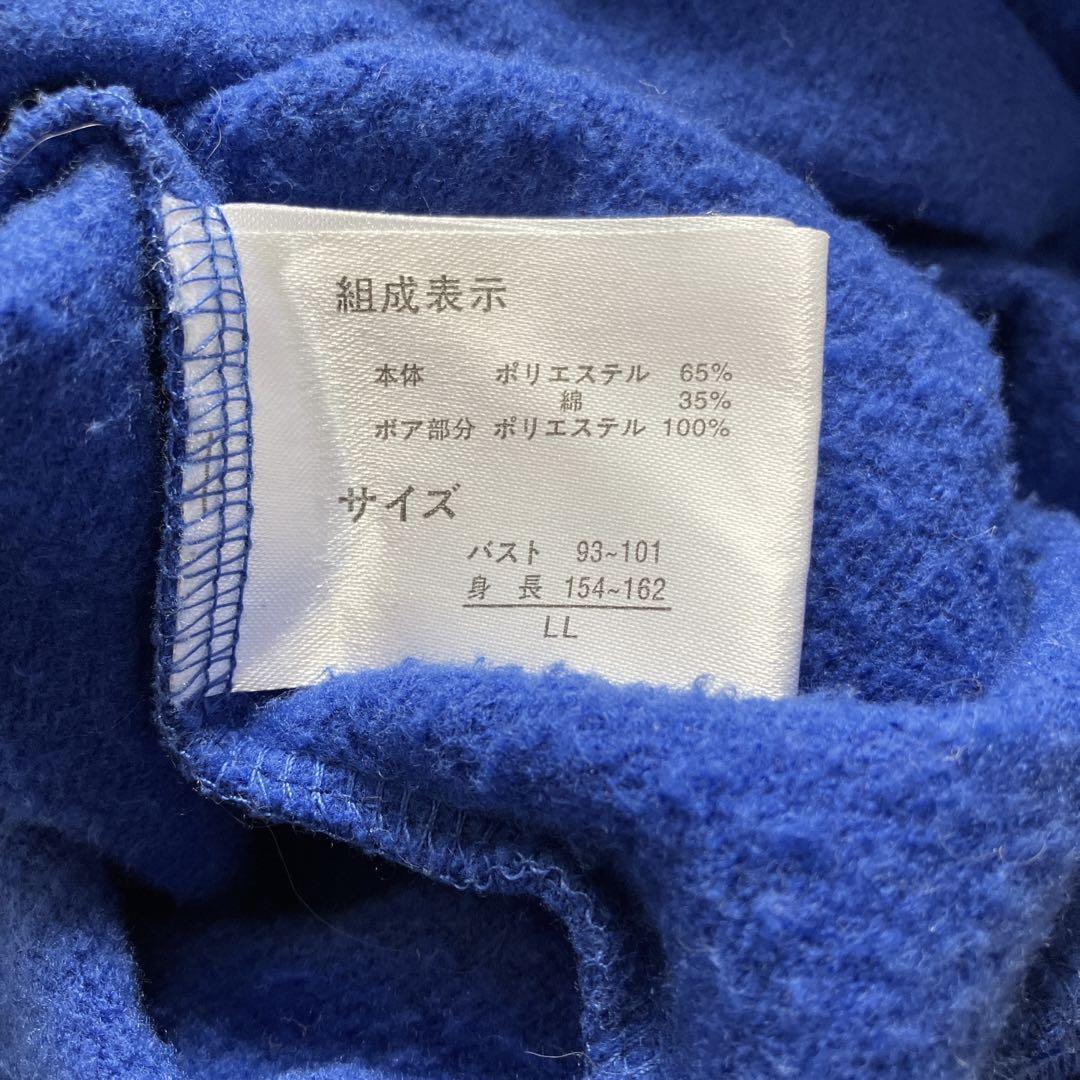 組成表示
本体 ポリエステル 65%
綿 35%
ボア部分 ポリエステル 100%
サイズ
バスト 93~101
身長 154~162
LL